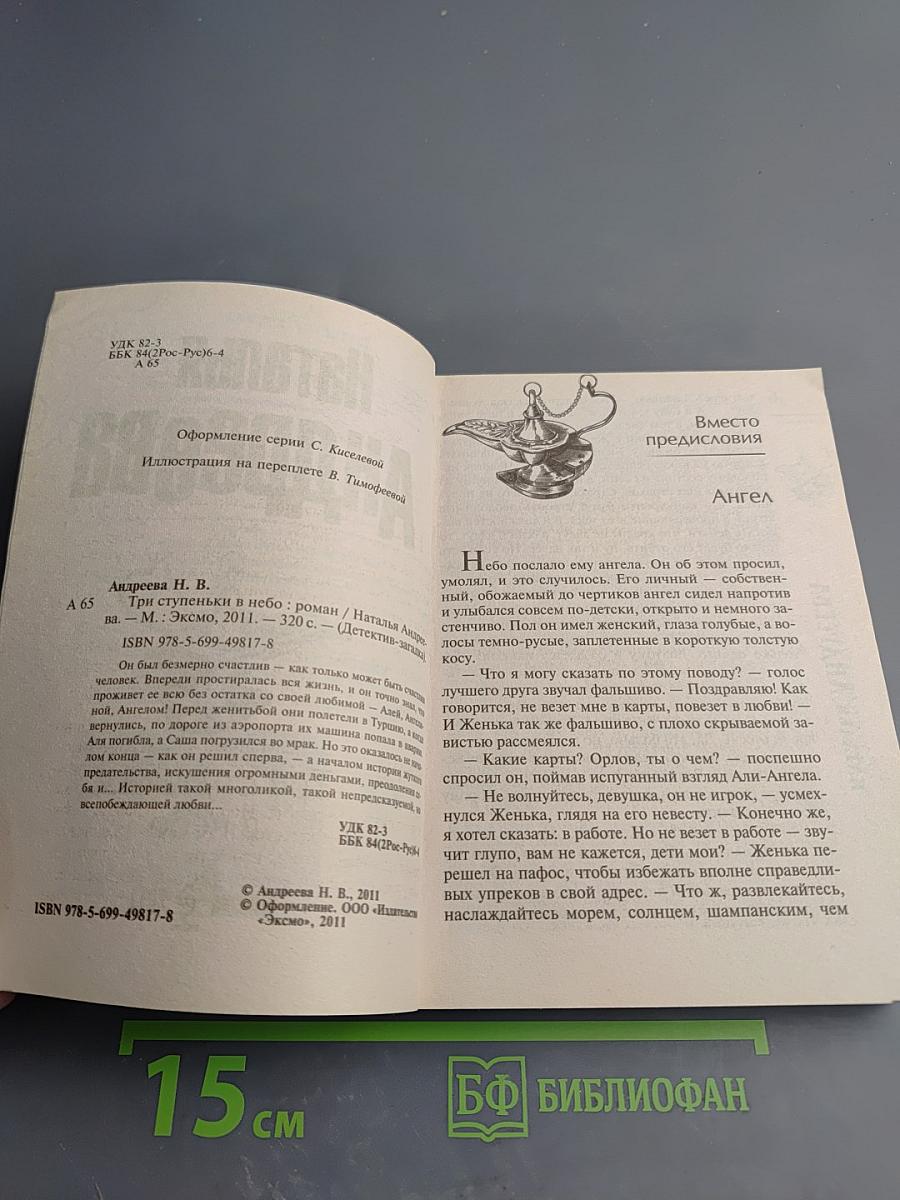 УДК 82-3
ББК 84(2Рос-Рус)6-4
А 65
Оформление серии С. Киселевой
Иллюстрация на переплете В. Тимофеевой
Андреева Н. В.
А 65 Три ступеньки в небо : роман / Наталья Андрее-
ва. — М. : Эксмо, 2011. — 320 с. — (Детектив-загадка).
ISBN 978-5-699-49817-8
Он был безмерно счастлив — как только может быть счастлив
человек. Впереди простиралась вся жизнь, и он точно знал, что
проживет ее всю без остатка со своей любимой — Алей,
ной, Ангелом! Перед женитьбой они полетели в Турцию, а когда
вернулись, по дороге из аэропорта их машина попала в аварию.
Аля погибла, а Саша погрузился во мрак. Но это оказалось не
лом конца — как он решил сперва, — а началом истории жуткого
предательства, искушения огромными деньгами, преодоления се-
бя и... Историей такой многоликой, такой непредсказуемой, но
всепобеждающей любви...
УДК 82-3
ББК 84(2Рос-Рус)6-4
© Андреева Н. В., 2011
© Оформление. ООО «Издательство
«Эксмо», 2011
ISBN 978-5-699-49817-8
Вместо
предисловия
Ангел
Небо послало ему ангела. Он об этом просил,
умолял, и это случилось. Его личный — собствен-
ный, обожаемый до чертиков ангел сидел напротив
и улыбался совсем по-детски, открыто и немного за-
стенчиво. Пол он имел женский, глаза голубые, а во-
лосы темно-русые, заплетенные в короткую толстую
косу.
— Что я могу сказать по этому поводу? — голос
лучшего друга звучал фальшиво. — Поздравляю! Как
говорится, не везет мне в карты, повезет в любви! —
И Женька так же фальшиво, с плохо скрываемой за-
вистью рассмеялся.
— Какие карты? Орлов, ты о чем? — поспешно
спросил он, поймав испуганный взгляд Али-Ангела.
— Не волнуйтесь, девушка, он не игрок, — усмех-
нулся Женька, глядя на его невесту. — Конечно же,
я хотел сказать: в работе. Но не везет в работе — зву-
чит глупо, вам не кажется, дети мои? — Женька пе-
решел на пафос, чтобы избежать вполне справедли-
вых упреков в свой адрес. — Что ж, развлекайтесь,
наслаждайтесь морем, солнцем, шампанским, чем
15 см
БФ БИБЛИОФАН